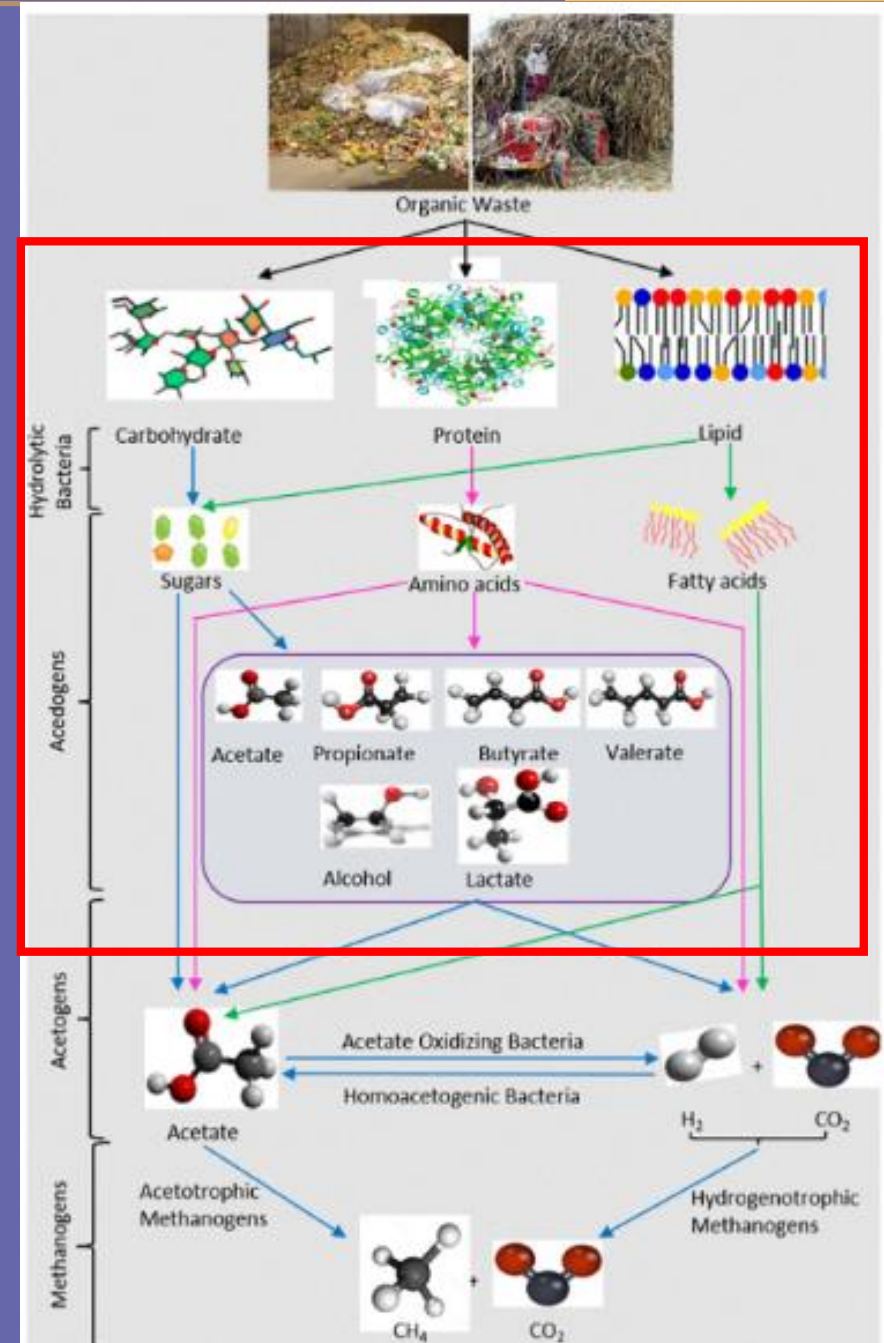 Organic Waste
Carbohydrate
Protein
Lipid
Hydrolytic
Bacteria
Sugars
Amino acids
Fatty acids
Acedogens
Acetate
Propionate
Butyrate
Valerate
Alcohol
Lactate
Acetogens
Acetate Oxidizing Bacteria
+
Homoacetogenic Bacteria
Acetate
H₂
CO₂
Methanogens
Acetotrophic
Methanogens
Hydrogenotrophic
Methanogens
+
CH₄
CO₂